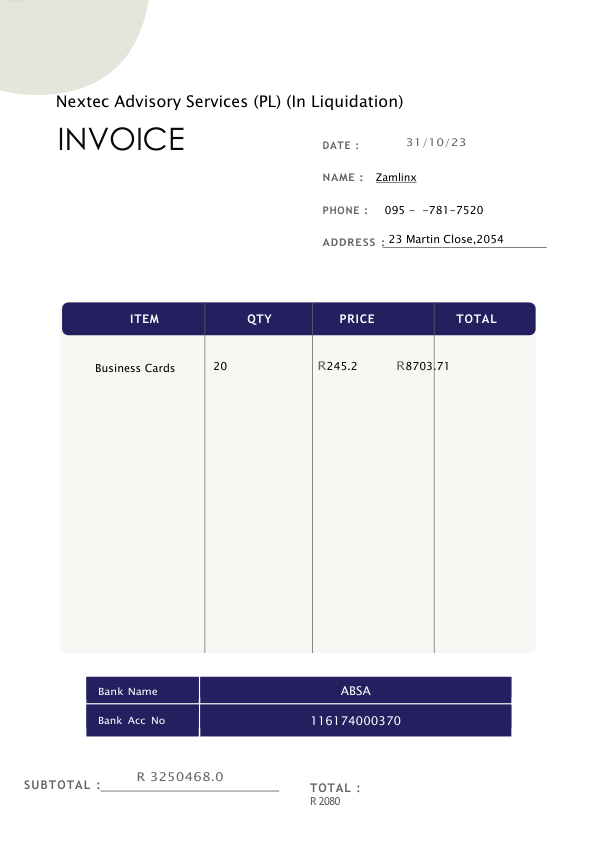 Nextec Advisory Services (PL) (In Liquidation)
INVOICE
DATE : 31/10/23
NAME : Zamlinx
PHONE : 095 - -781-7520
ADDRESS : 23 Martin Close,2054
ITEM QTY PRICE TOTAL
Business Cards 20 R245.2 R8703.71
Bank Name ABSA
Bank Acc No 116174000370
SUBTOTAL : R 3250468.0
TOTAL :
R 2080